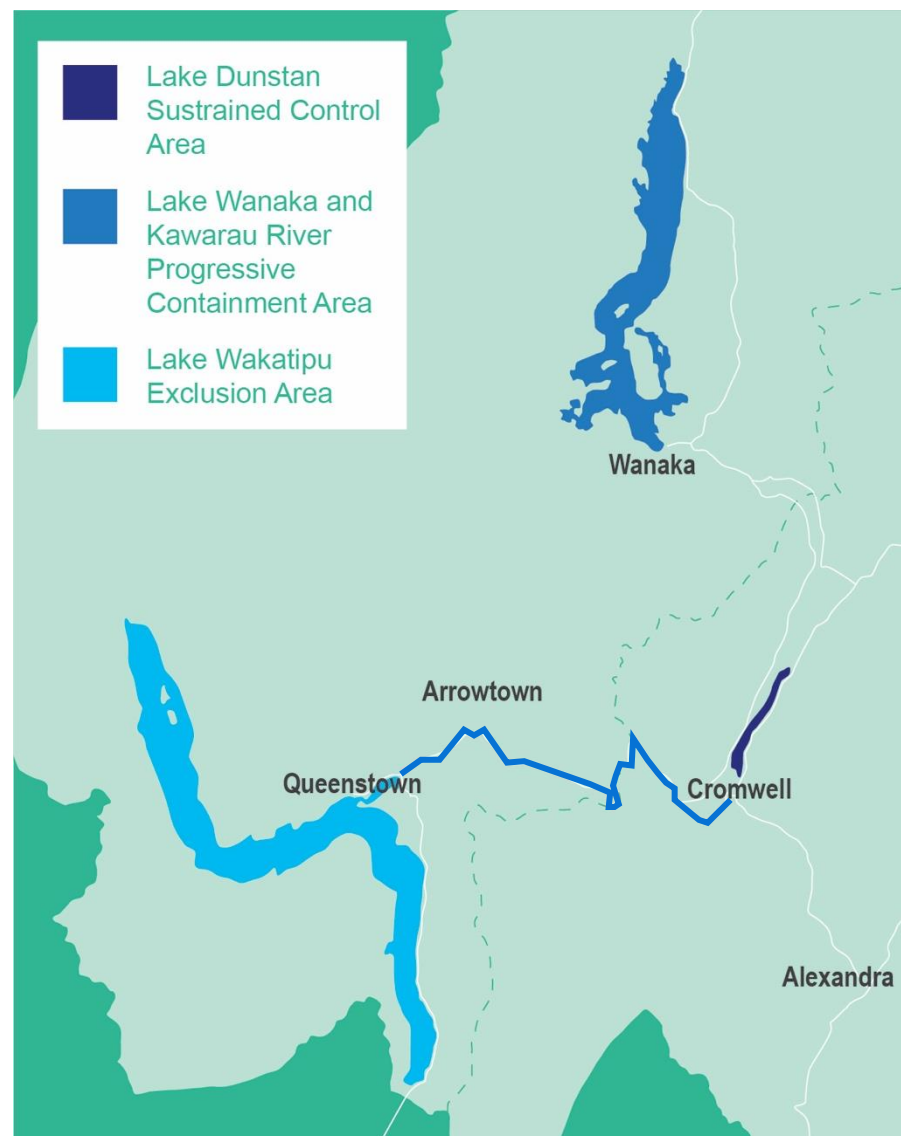 Lake Dunstan
Sustrained Control
Area
Lake Wanaka and
Kawarau River
Progressive
Containment Area
Lake Wakatipu
Exclusion Area
Wanaka
Arrowtown
Queenstown
Cromwell
Alexandra